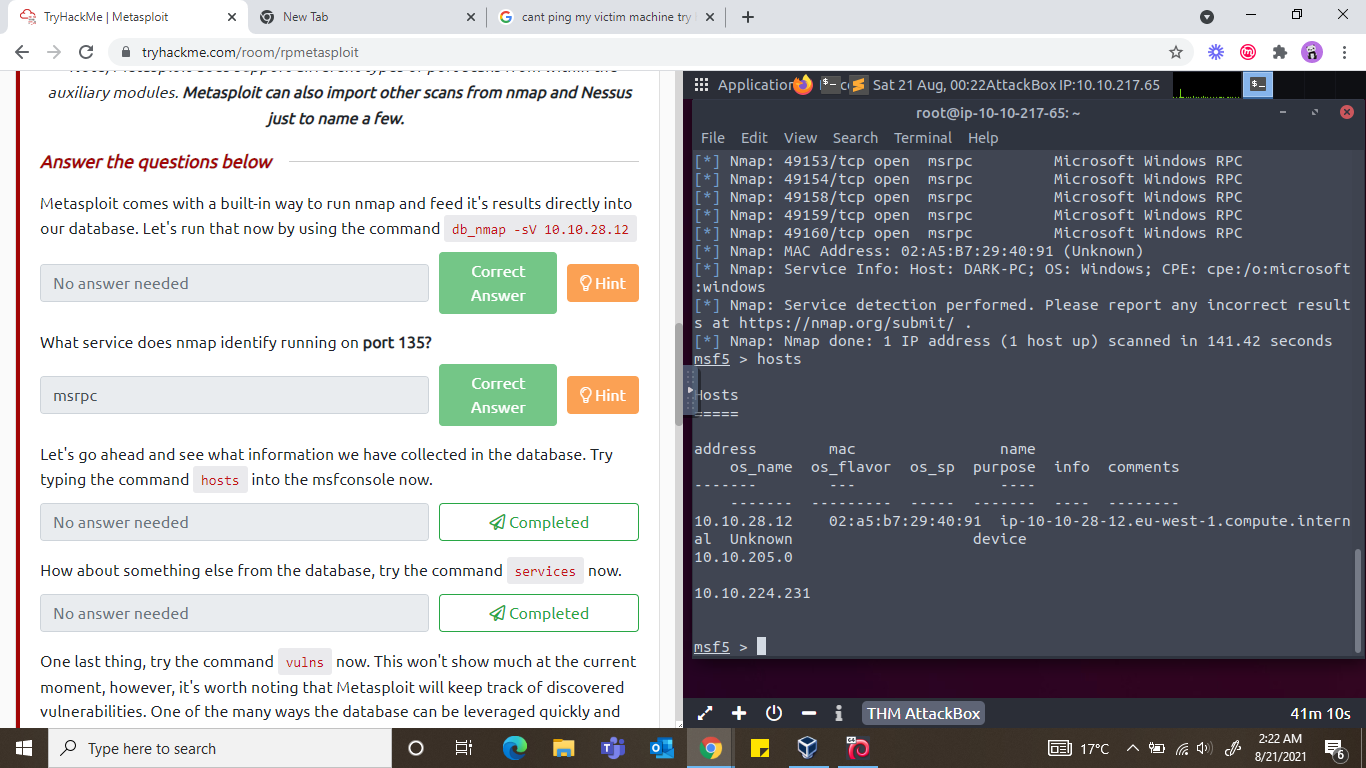 TryHackMe | Metasploit
New Tab
cant ping my victim machine try
tryhackme.com/room/rpmetasploit
auxiliary modules. Metasploit can also import other scans from nmap and Nessus
just to name a few.
Answer the questions below
Metasploit comes with a built-in way to run nmap and feed it's results directly into
our database. Let's run that now by using the command db_nmap -sV 10.10.28.12
No answer needed
Correct
Answer
Hint
What service does nmap identify running on port 135?
msrpc
Correct
Answer
Hint
Let's go ahead and see what information we have collected in the database. Try
typing the command hosts into the msfconsole now.
No answer needed
Completed
How about something else from the database, try the command services now.
No answer needed
Completed
One last thing, try the command vulns now. This won't show much at the current
moment, however, it's worth noting that Metasploit will keep track of discovered
vulnerabilities. One of the many ways the database can be leveraged quickly and
Application Sat 21 Aug, 00:22 AttackBox IP:10.10.217.65
root@ip-10-10-217-65: ~
File Edit View Search Terminal Help
[*] Nmap: 49153/tcp open  msrpc         Microsoft Windows RPC
[*] Nmap: 49154/tcp open  msrpc         Microsoft Windows RPC
[*] Nmap: 49158/tcp open  msrpc         Microsoft Windows RPC
[*] Nmap: 49159/tcp open  msrpc         Microsoft Windows RPC
[*] Nmap: 49160/tcp open  msrpc         Microsoft Windows RPC
[*] Nmap: MAC Address: 02:A5:B7:29:40:91 (Unknown)
[*] Nmap: Service Info: Host: DARK-PC; OS: Windows; CPE: cpe:/o:microsoft
:windows
[*] Nmap: Service detection performed. Please report any incorrect result
s at https://nmap.org/submit/ .
[*] Nmap: Nmap done: 1 IP address (1 host up) scanned in 141.42 seconds
msf5 > hosts
Hosts
=====
address        mac                name
    os_name  os_flavor  os_sp  purpose  info  comments
-------        ---                ----
    -------  ---------  -----  -------  ----  --------
10.10.28.12    02:a5:b7:29:40:91  ip-10-10-28-12.eu-west-1.compute.intern
al  Unknown                    device
10.10.205.0
10.10.224.231
msf5 >
THM AttackBox
41m 10s
Type here to search
17°C
2:22 AM
8/21/2021
6